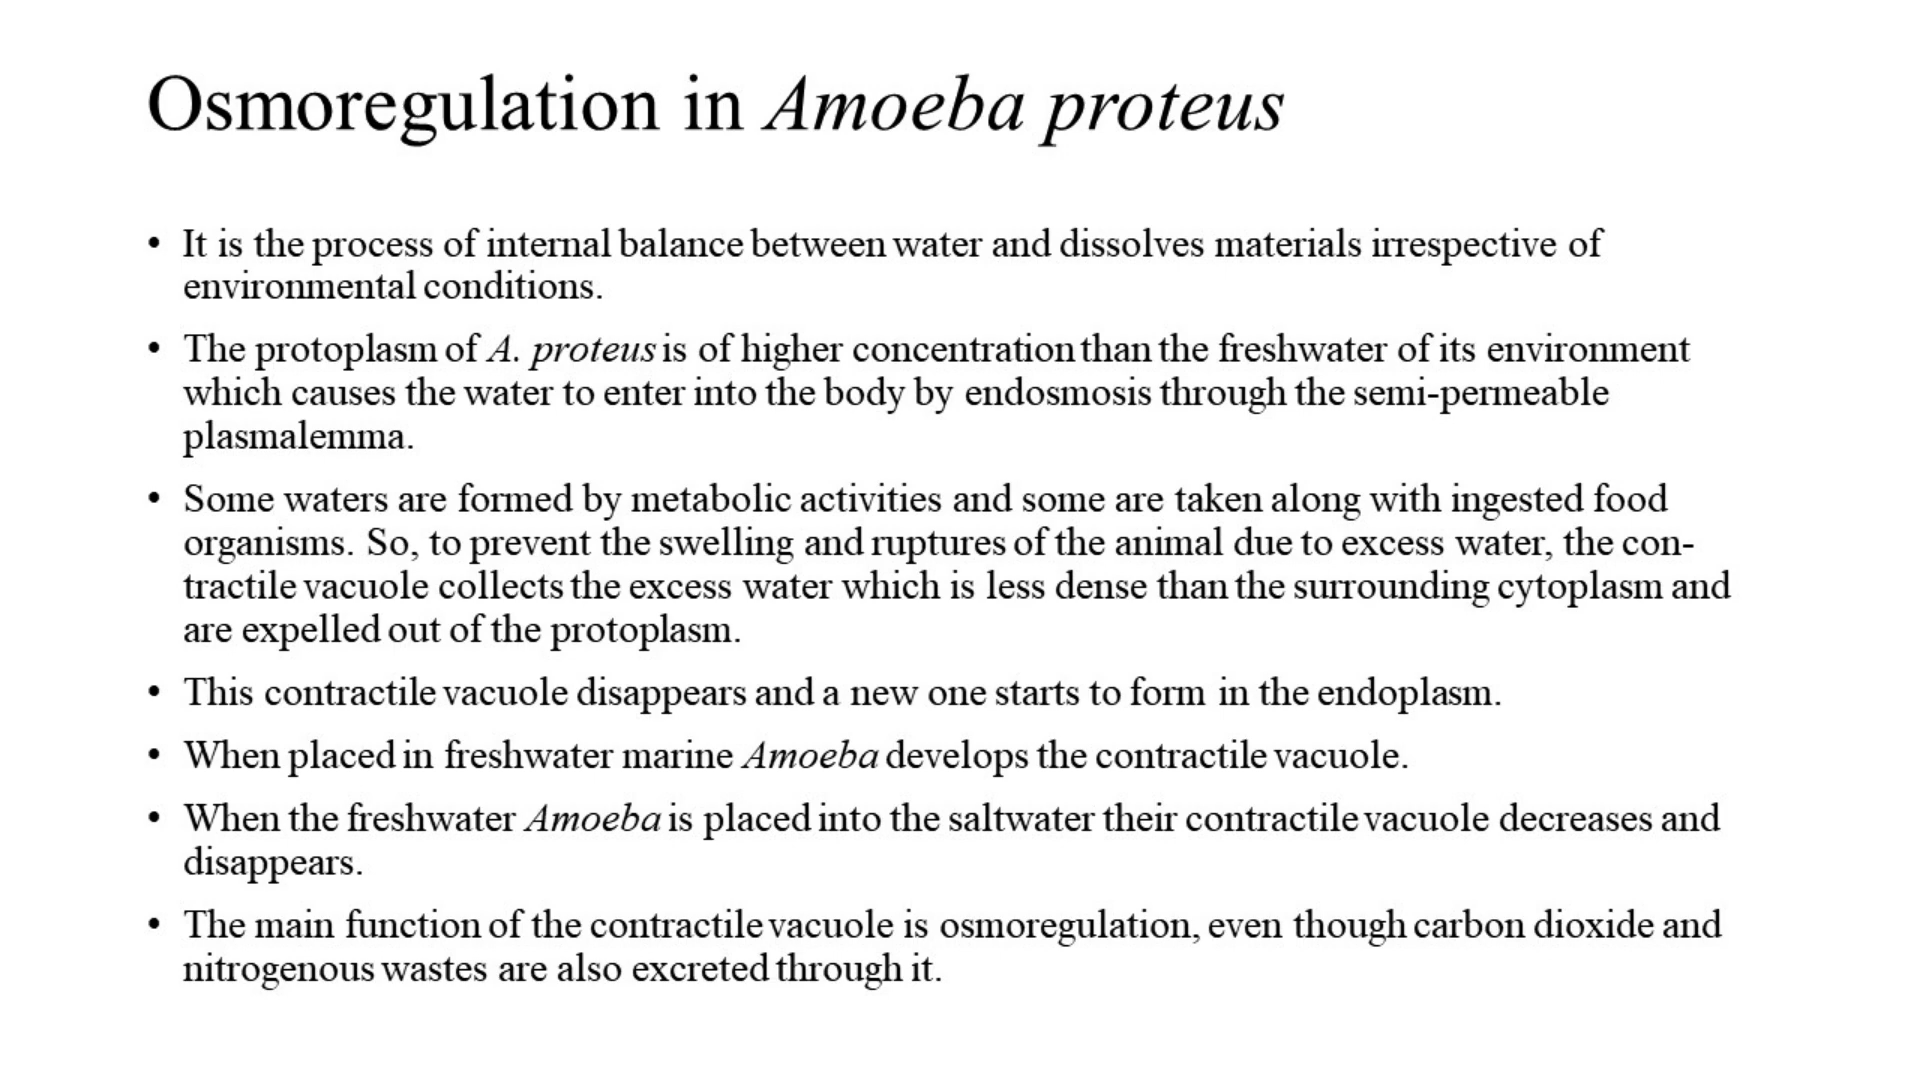 Osmoregulation in Amoeba proteus
• It is the process of internal balance between water and dissolves materials irrespective of
environmental conditions.
• The protoplasm of A. proteus is of higher concentration than the freshwater of its environment
which causes the water to enter into the body by endosmosis through the semi-permeable
plasmalemma.
• Some waters are formed by metabolic activities and some are taken along with ingested food
organisms. So, to prevent the swelling and ruptures of the animal due to excess water, the con-
tractile vacuole collects the excess water which is less dense than the surrounding cytoplasm and
are expelled out of the protoplasm.
• This contractile vacuole disappears and a new one starts to form in the endoplasm.
• When placed in freshwater marine Amoeba develops the contractile vacuole.
• When the freshwater Amoeba is placed into the saltwater their contractile vacuole decreases and
disappears.
• The main function of the contractile vacuole is osmoregulation, even though carbon dioxide and
nitrogenous wastes are also excreted through it.